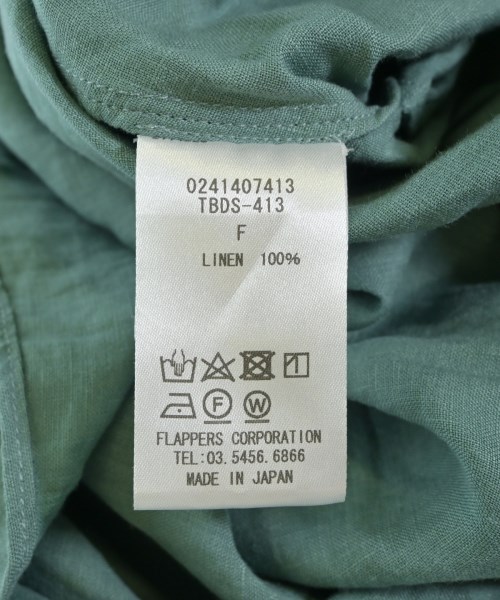 0241407413
TBDS-413
F
LINEN 100%
F W
FLAPPERS CORPORATION
TEL:03.5456.6866
MADE IN JAPAN